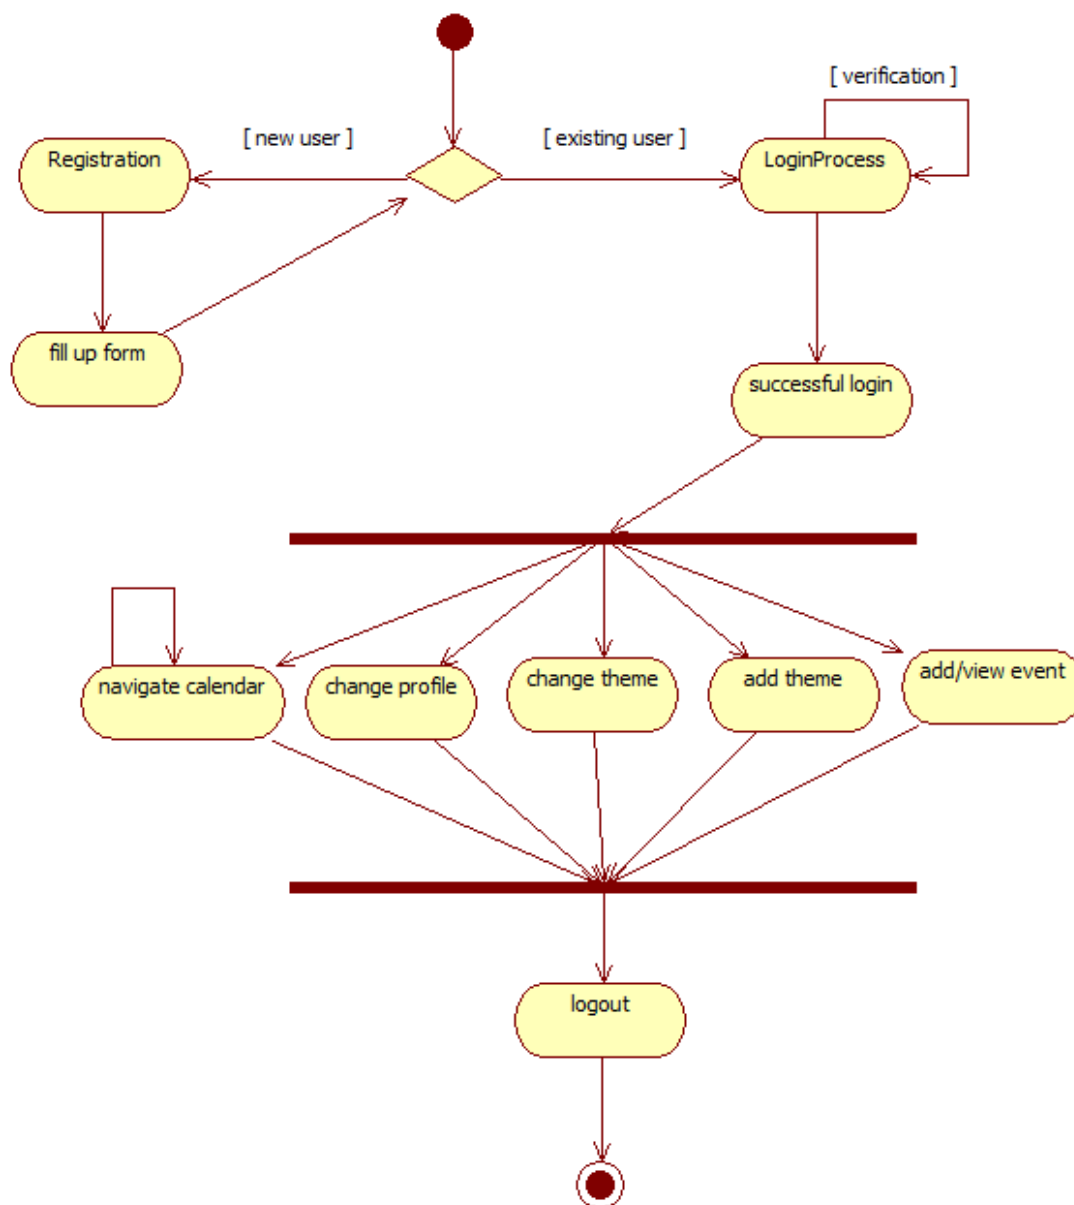 [ verification ]
[ new user ]
[ existing user ]
Registration
LoginProcess
fill up form
successful login
navigate calendar
change profile
change theme
add theme
add/view event
logout